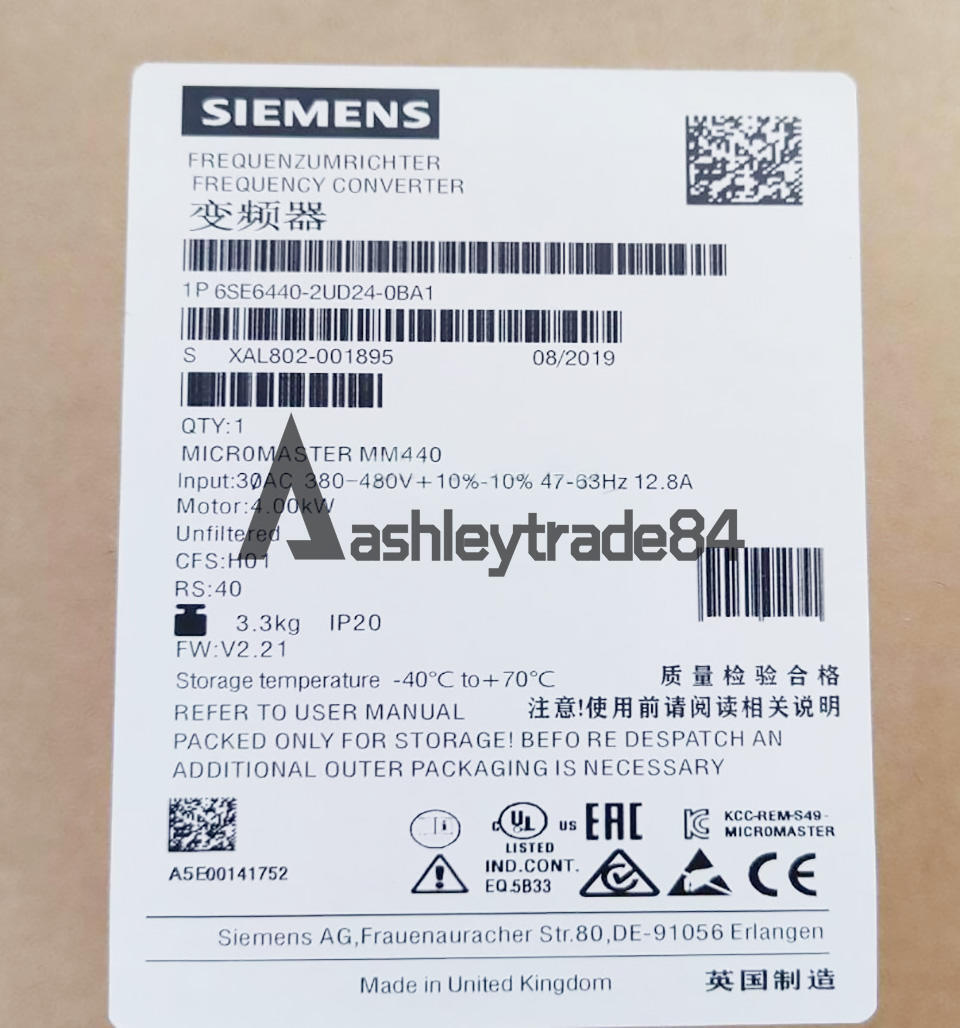 SIEMENS
FREQUENZUMRICHTER
FREQUENCY CONVERTER
变频器
1P 6SE6440-2UD24-0BA1
S XAL802-001895 08/2019
QTY:1
MICROMASTER MM440
Input:3ØAC 380-480V+10%-10% 47-63Hz 12.8A
Motor:4.00kW
Unfiltered
ashleytrade84
CFS:H01
RS:40
3.3kg IP20
FW:V2.21
Storage temperature -40°C to+70°C 质量检验合格
REFER TO USER MANUAL 注意!使用前请阅读相关说明
PACKED ONLY FOR STORAGE! BEFO RE DESPATCH AN
ADDITIONAL OUTER PACKAGING IS NECESSARY
A5E00141752
i
c UL us
LISTED
IND.CONT.
EQ.5B33
EAC
KCC-REM-S49-
MICROMASTER
CE
Siemens AG,Frauenauracher Str.80,DE-91056 Erlangen
Made in United Kingdom 英国制造